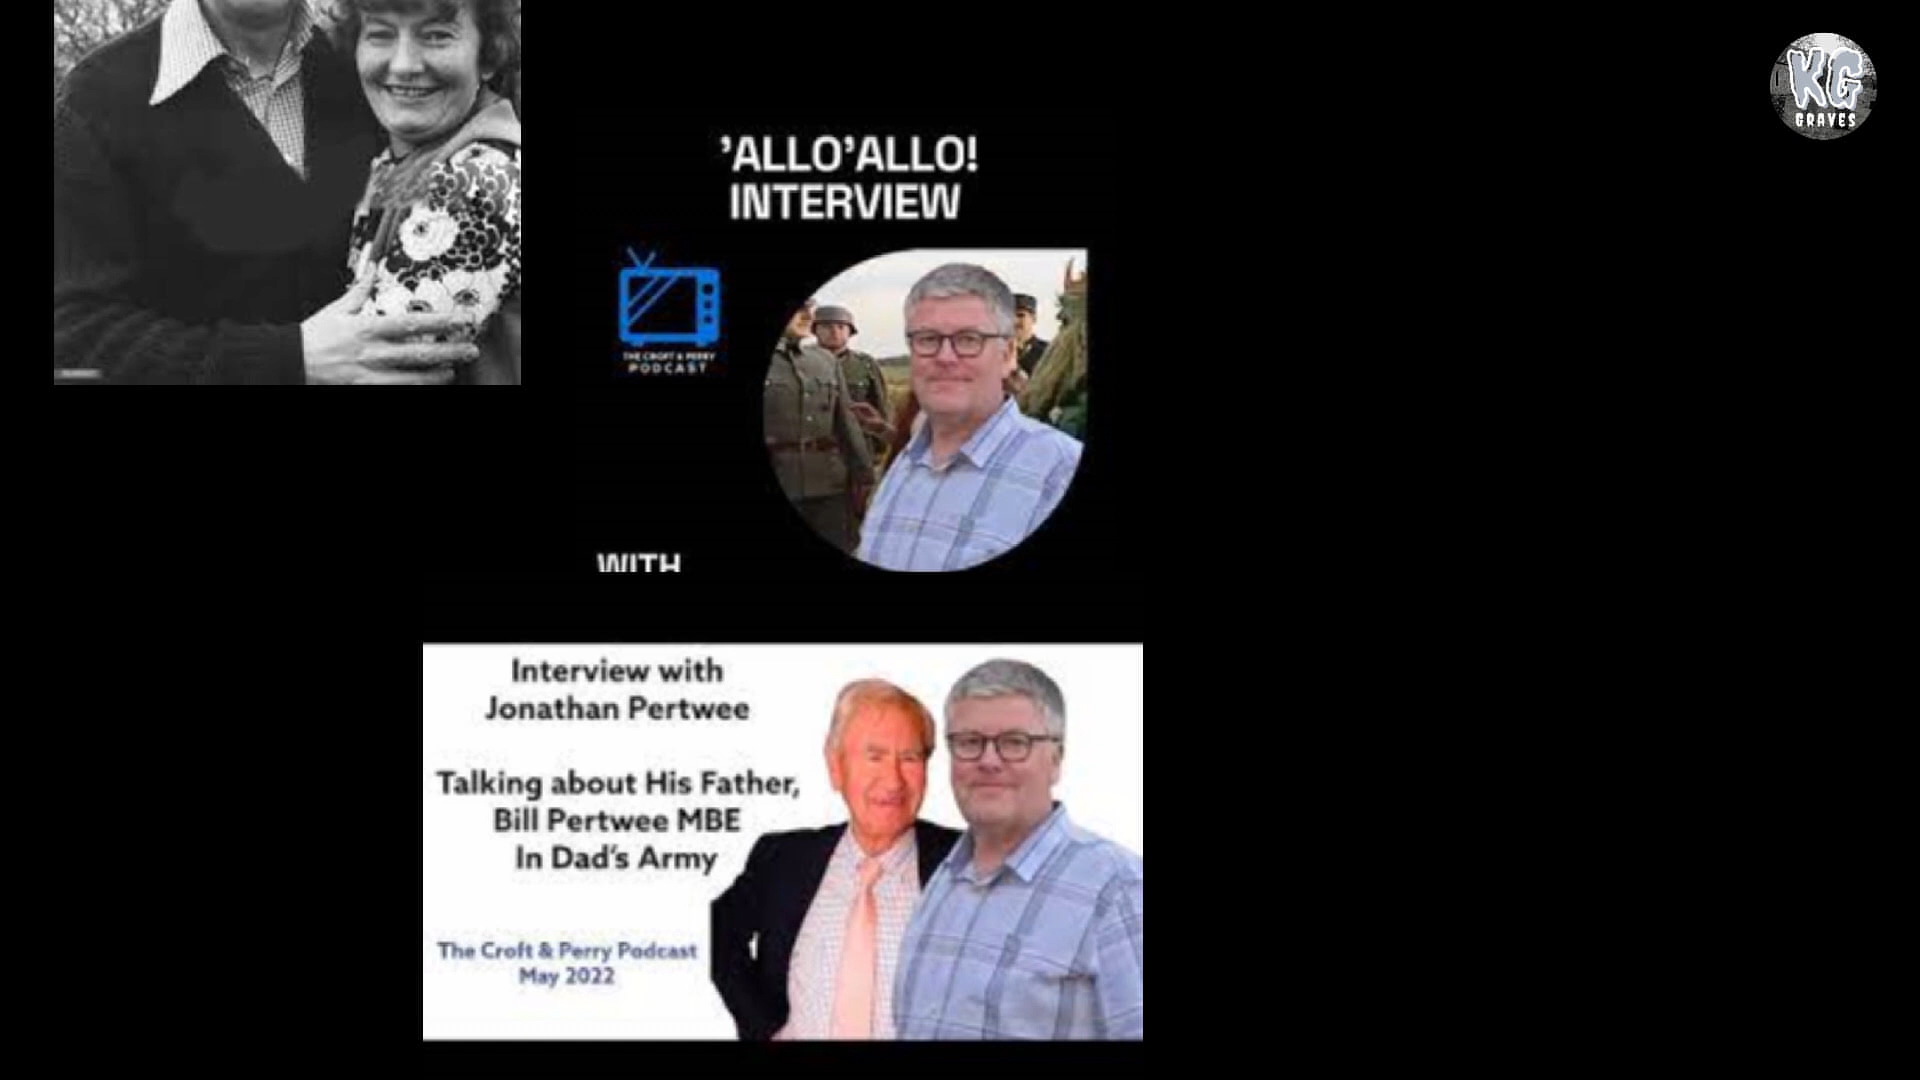 KG
GRAVES
'ALLO'ALLO!
INTERVIEW
THE CROFT & PERRY
PODCAST
WITH
Interview with
Jonathan Pertwee
Talking about His Father,
Bill Pertwee MBE
In Dad's Army
The Croft & Perry Podcast
May 2022